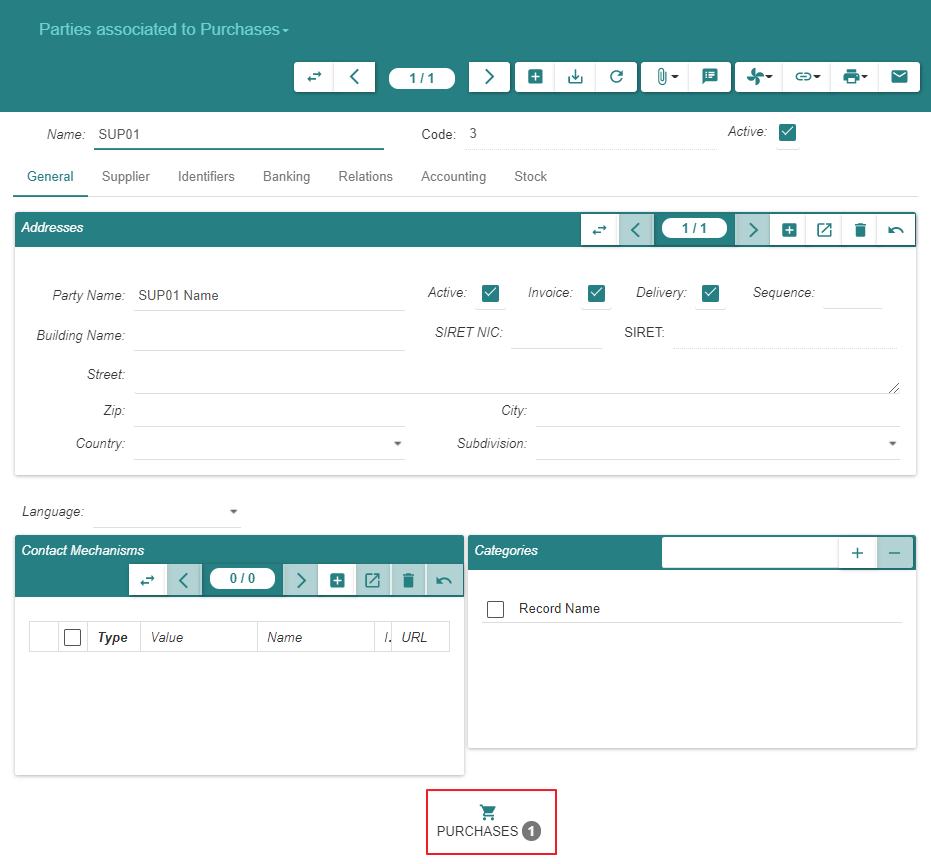 Parties associated to Purchases
1 / 1
Name: SUP01 Code: 3 Active:
General Supplier Identifiers Banking Relations Accounting Stock
Addresses 1 / 1
Party Name: SUP01 Name Active: Invoice: Delivery: Sequence:
Building Name: SIRET NIC: SIRET:
Street:
Zip: City:
Country: Subdivision:
Language:
Contact Mechanisms
0 / 0
Type Value Name I. URL
Categories
Record Name
PURCHASES 1